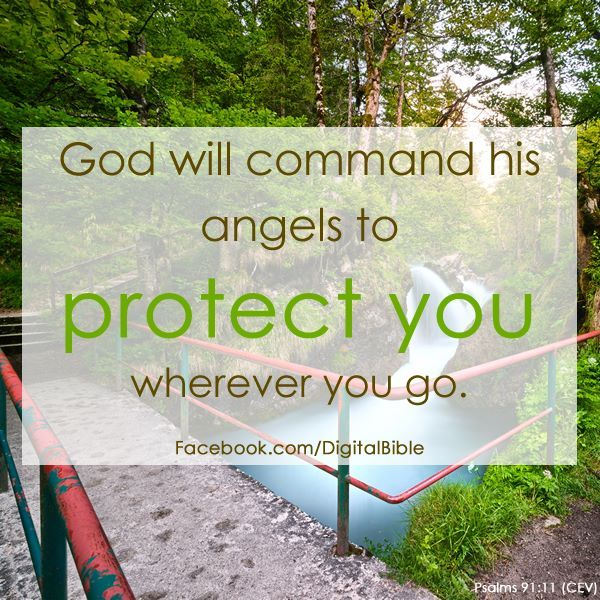 God will command his
angels to
protect you
wherever you go.
Facebook.com/DigitalBible
Psalms 91:11 (CEV)